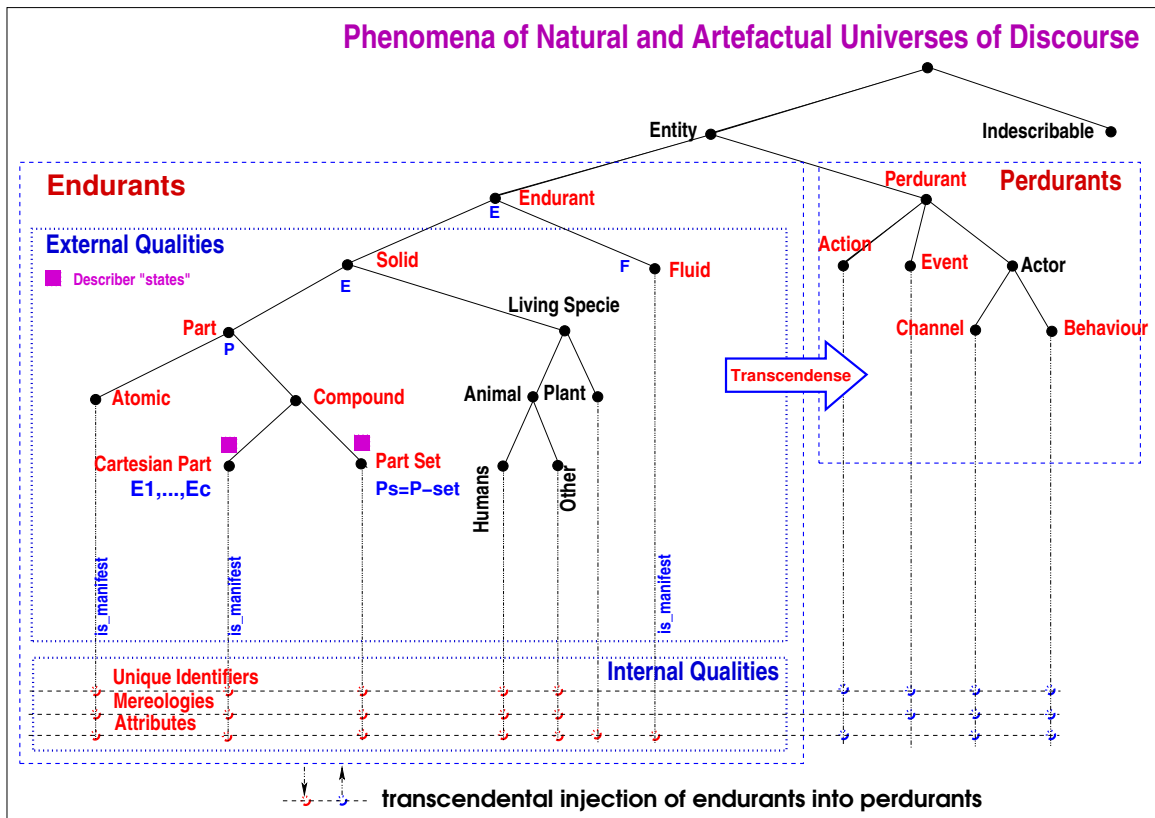 Phenomena of Natural and Artefactual Universes of Discourse
Entity
Indescribable
Endurants
Endurant
E
Perdurant
Perdurants
External Qualities
Describer "states"
Solid
E
F
Fluid
Action
Event
Actor
Living Specie
Part
P
Channel
Behaviour
Transcendense
Atomic
Compound
Animal
Plant
Cartesian Part
E1,...,Ec
Part Set
Ps=P−set
Humans
Other
is_manifest
is_manifest
is_manifest
Internal Qualities
Unique Identifiers
Mereologies
Attributes
transcendental injection of endurants into perdurants